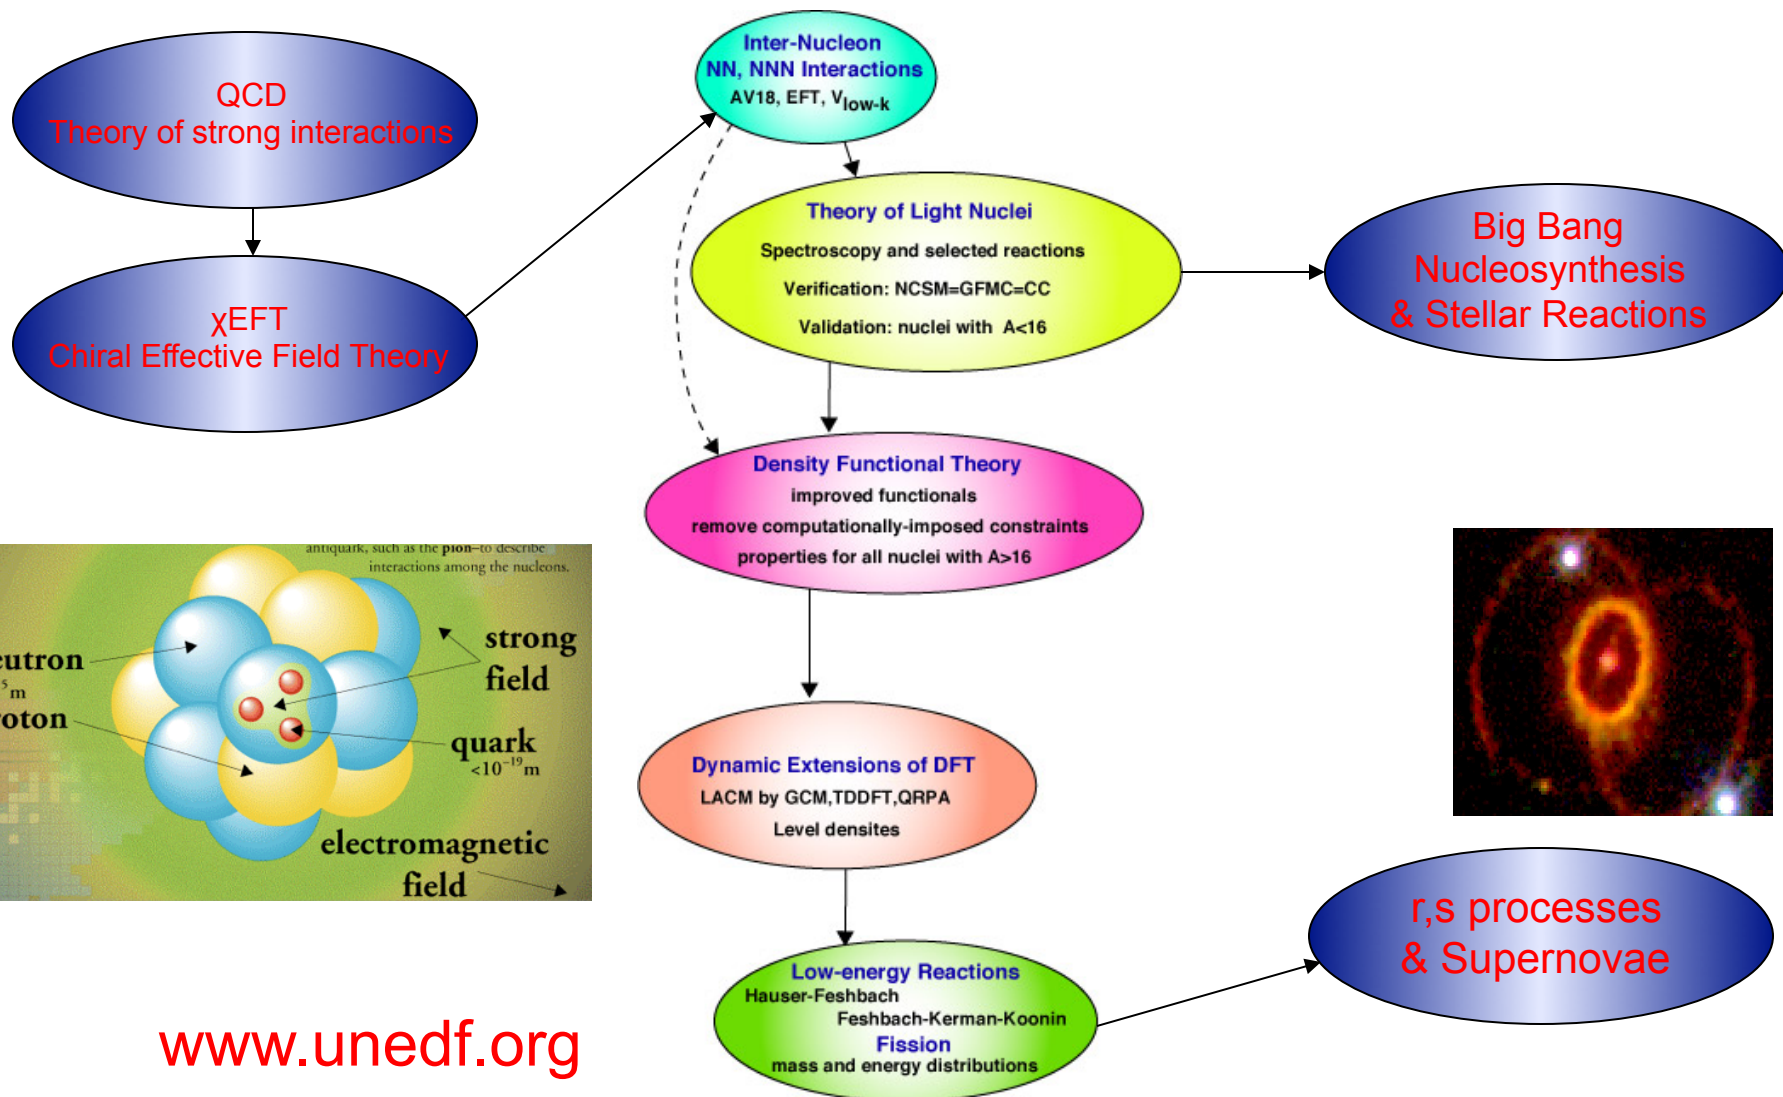 QCD
Theory of strong interactions
χEFT
Chiral Effective Field Theory
Inter-Nucleon
NN, NNN Interactions
AV18, EFT, Vlow-k
Theory of Light Nuclei
Spectroscopy and selected reactions
Verification: NCSM=GFMC=CC
Validation: nuclei with A<16
Big Bang
Nucleosynthesis
& Stellar Reactions
Density Functional Theory
improved functionals
remove computationally-imposed constraints
properties for all nuclei with A>16
antiquark, such as the pion–to describe
interactions among the nucleons.
strong
field
quark
<10⁻¹⁹m
electromagnetic
field
Dynamic Extensions of DFT
LACM by GCM,TDDFT,QRPA
Level densites
Low-energy Reactions
Hauser-Feshbach
Feshbach-Kerman-Koonin
Fission
mass and energy distributions
r,s processes
& Supernovae
www.unedf.org